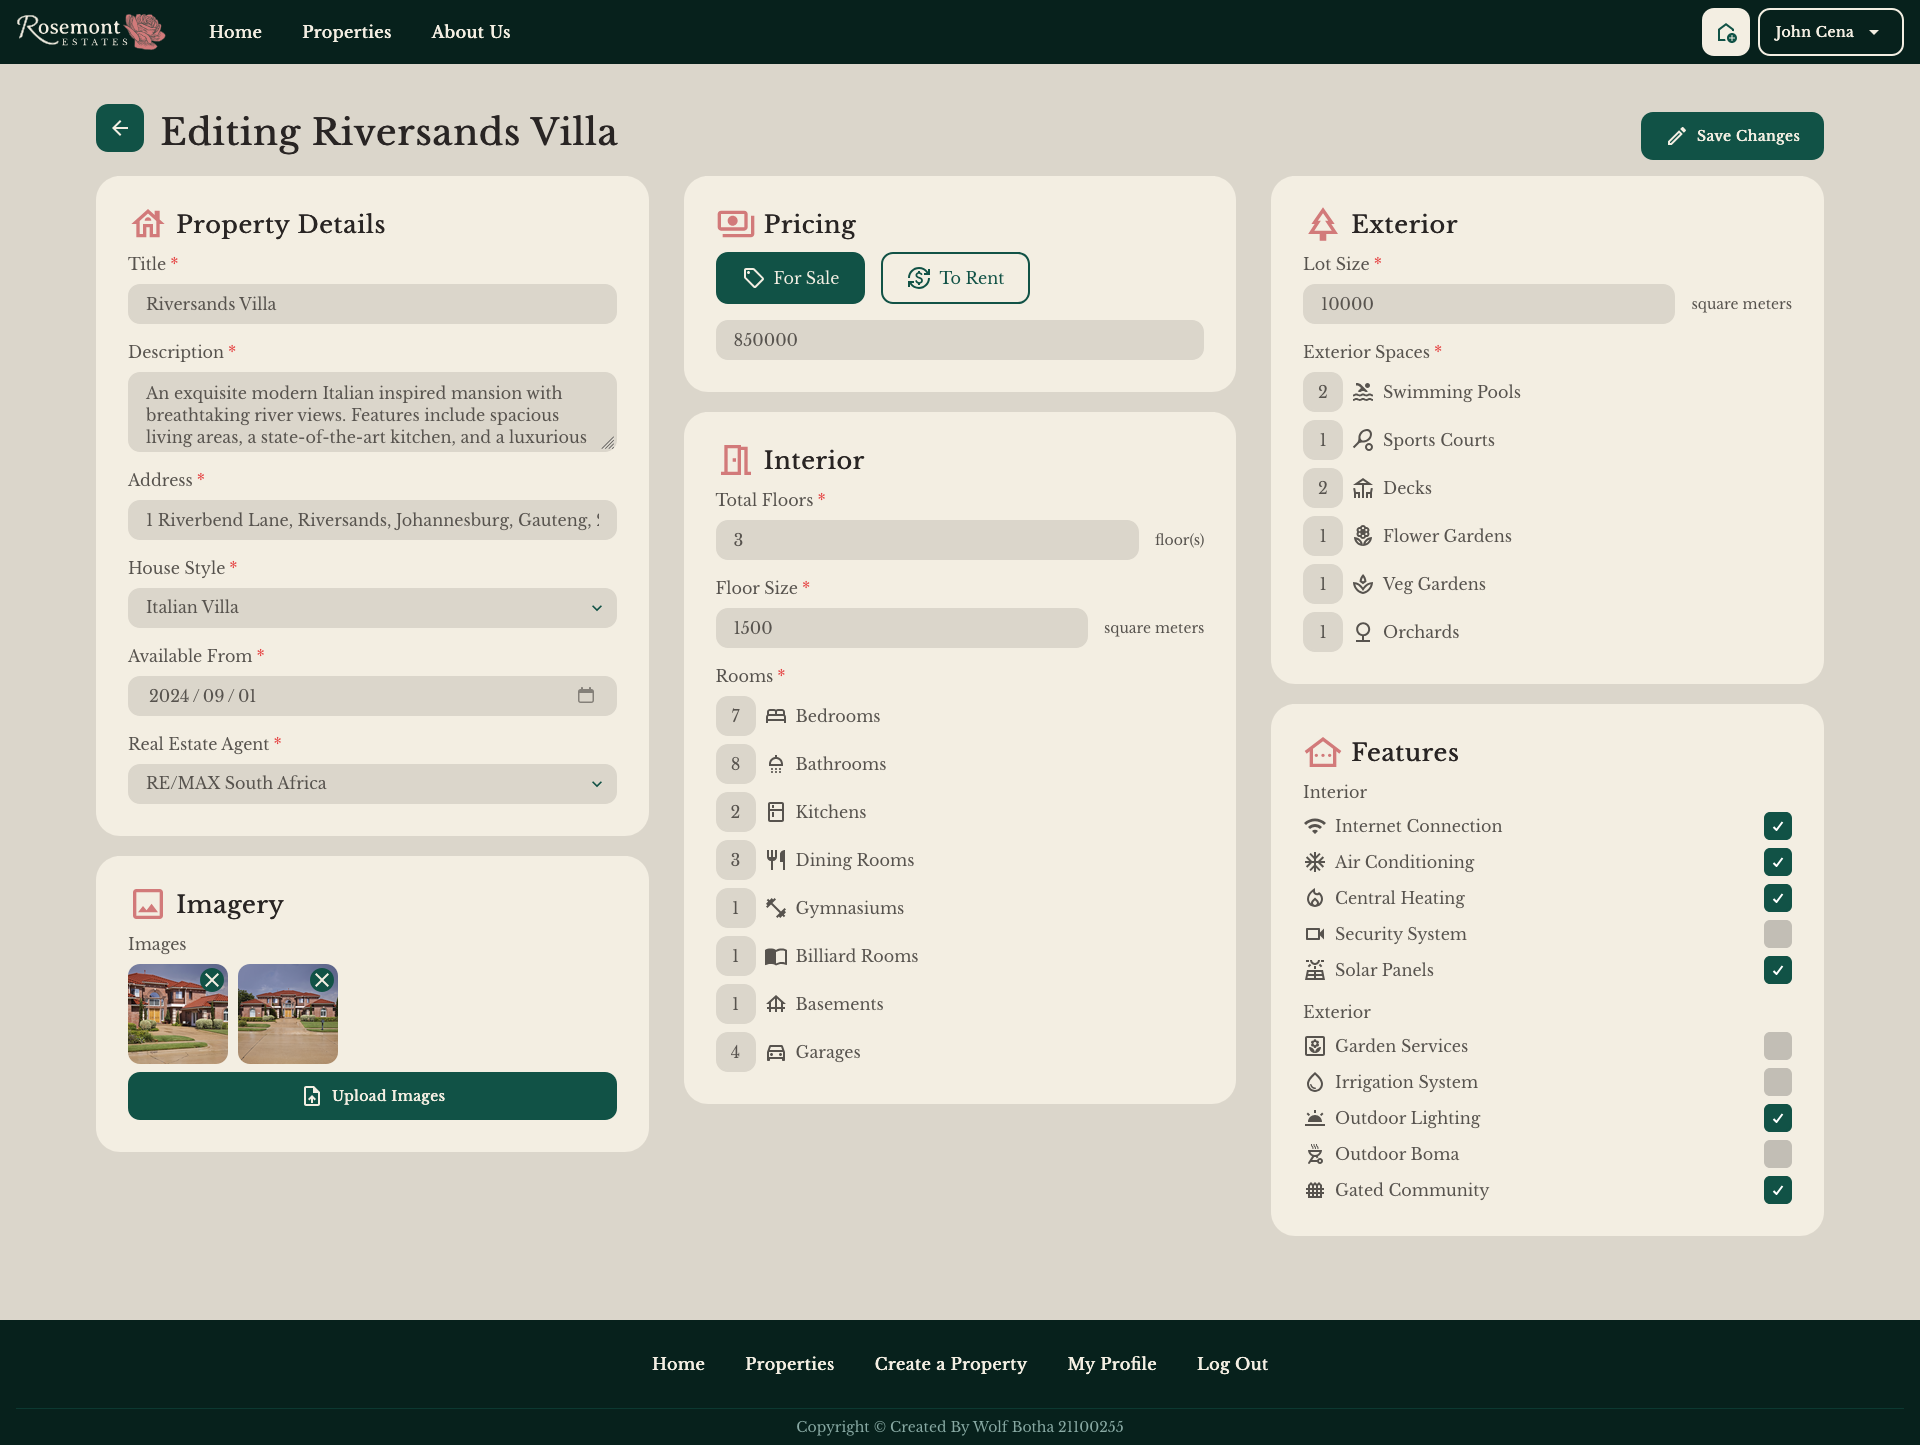 Rosemont
ESTATES
Home
Properties
About Us
John Cena
Editing Riversands Villa
Save Changes
Property Details
Title *
Riversands Villa
Description *
An exquisite modern Italian inspired mansion with
breathtaking river views. Features include spacious
living areas, a state-of-the-art kitchen, and a luxurious
Address *
1 Riverbend Lane, Riversands, Johannesburg, Gauteng,
House Style *
Italian Villa
Available From *
2024/09/01
Real Estate Agent *
RE/MAX South Africa
Imagery
Images
Upload Images
Pricing
For Sale
To Rent
850000
Interior
Total Floors *
3
floor(s)
Floor Size *
1500
square meters
Rooms *
7 Bedrooms
8 Bathrooms
2 Kitchens
3 Dining Rooms
1 Gymnasiums
1 Billiard Rooms
1 Basements
4 Garages
Exterior
Lot Size *
10000
square meters
Exterior Spaces *
2 Swimming Pools
1 Sports Courts
2 Decks
1 Flower Gardens
1 Veg Gardens
1 Orchards
Features
Interior
Internet Connection
Air Conditioning
Central Heating
Security System
Solar Panels
Exterior
Garden Services
Irrigation System
Outdoor Lighting
Outdoor Boma
Gated Community
Home
Properties
Create a Property
My Profile
Log Out
Copyright © Created By Wolf Botha 21100255